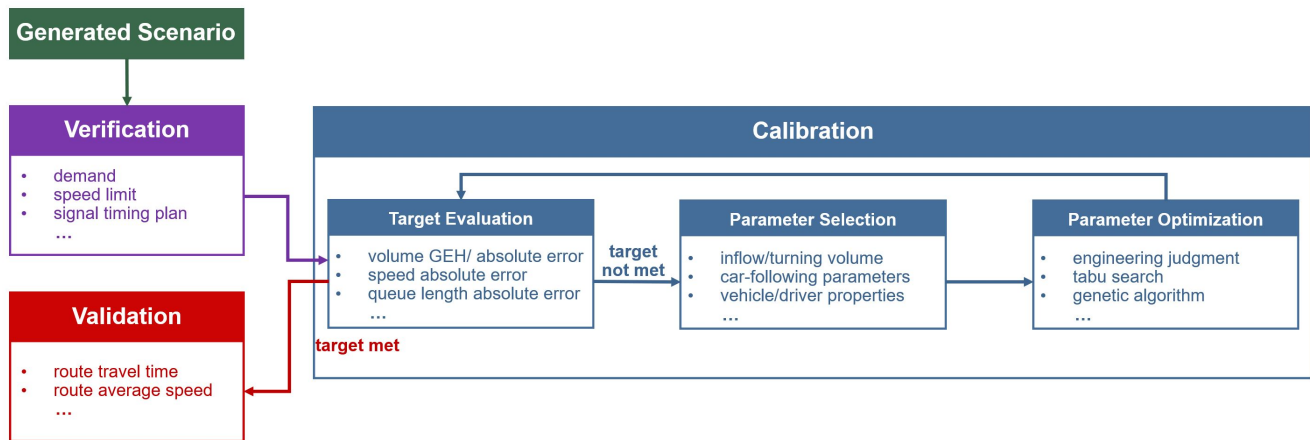 Generated Scenario
Verification
• demand
• speed limit
• signal timing plan
...
Calibration
Target Evaluation
• volume GEH/ absolute error
• speed absolute error
• queue length absolute error
...
target
not met
Parameter Selection
• inflow/turning volume
• car-following parameters
• vehicle/driver properties
...
Parameter Optimization
• engineering judgment
• tabu search
• genetic algorithm
...
target met
Validation
• route travel time
• route average speed
...